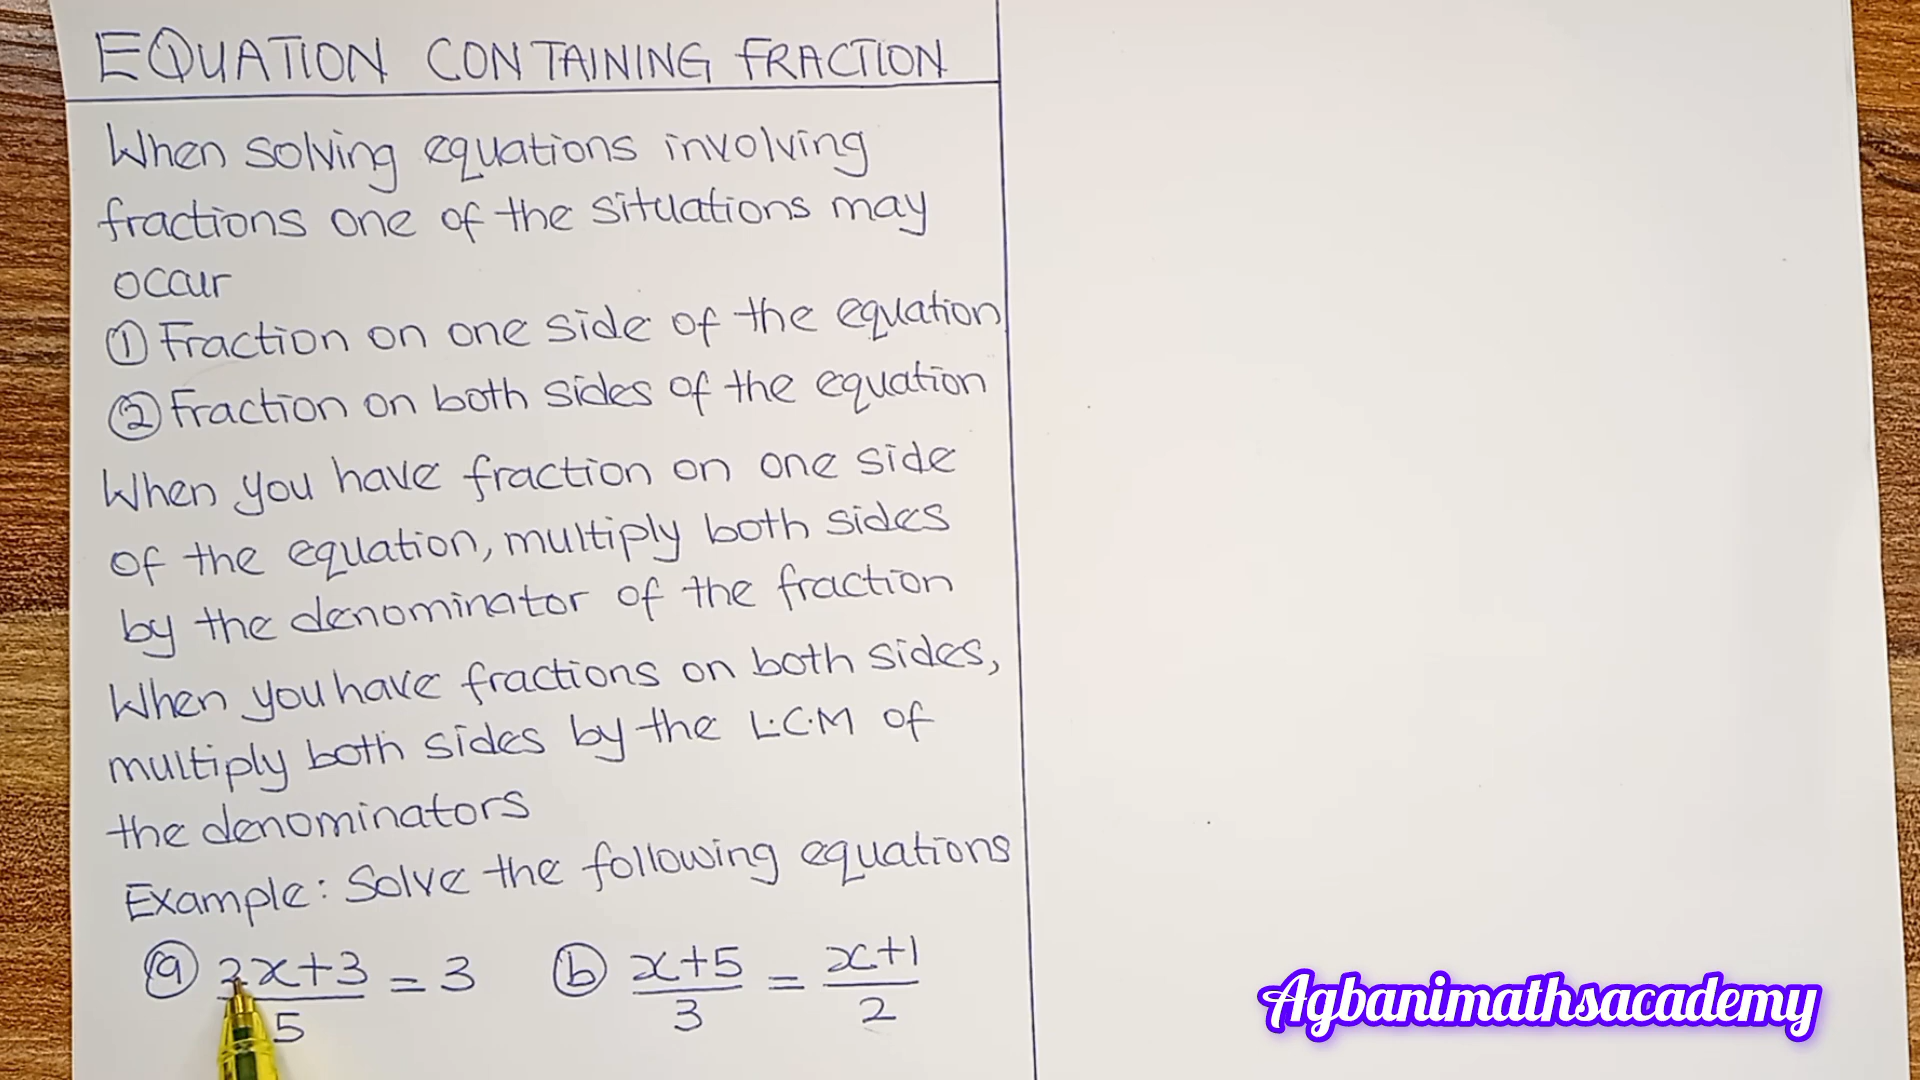 EQUATION CONTAINING FRACTION
When solving equations involving
fractions one of the situations may
occur
① Fraction on one side of the equation
② Fraction on both sides of the equation
When you have fraction on one side
of the equation, multiply both sides
by the denominator of the fraction
When you have fractions on both sides,
multiply both sides by the L.C.M of
the denominators
Example: Solve the following equations
ⓐ (2x+3)/5 = 3 ⓑ (x+5)/3 = (x+1)/2
Agbanimathsacademy